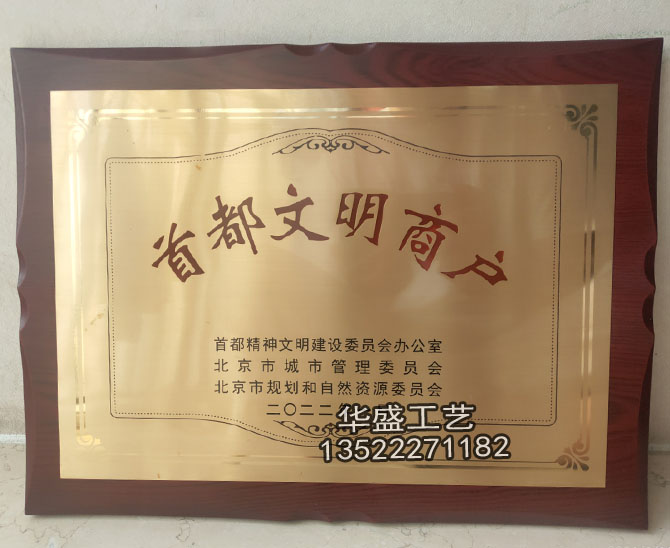 首都文明商户
首都精神文明建设委员会办公室
北京市城市管理委员会
北京市规划和自然资源委员会
二〇二二
华盛工艺
13522271182